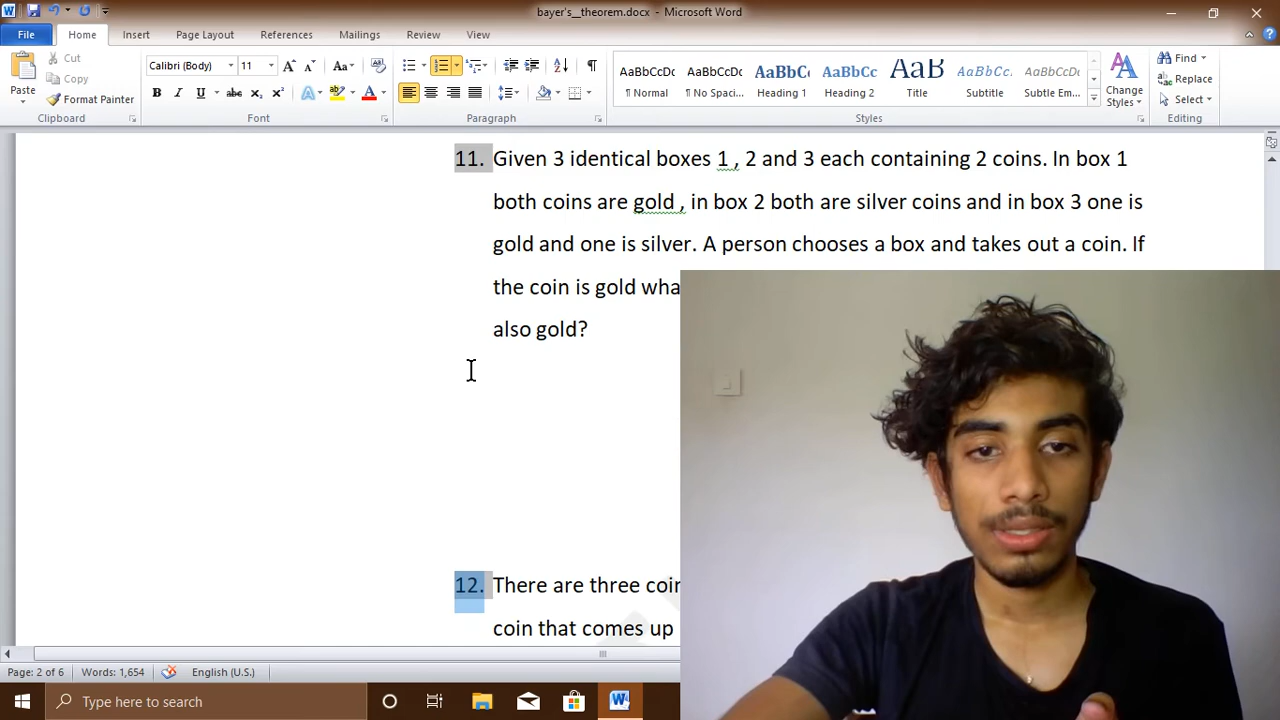 bayer's__theorem.docx - Microsoft Word
File Home Insert Page Layout References Mailings Review View
Paste Cut Copy Format Painter
Calibri (Body) 11
AaBbCcDc AaBbCcDc AaBbCc AaBbCc AaB AaBbCcDc AaBbCcDc
¶ Normal ¶ No Spaci... Heading 1 Heading 2 Title Subtitle Subtle Em...
Change Styles
Find Replace Select
Clipboard Font Paragraph Styles Editing
11. Given 3 identical boxes 1 , 2 and 3 each containing 2 coins. In box 1
both coins are gold , in box 2 both are silver coins and in box 3 one is
gold and one is silver. A person chooses a box and takes out a coin. If
the coin is gold wha
also gold?
12. There are three coin
coin that comes up
Page: 2 of 6 Words: 1,654 English (U.S.)
Type here to search